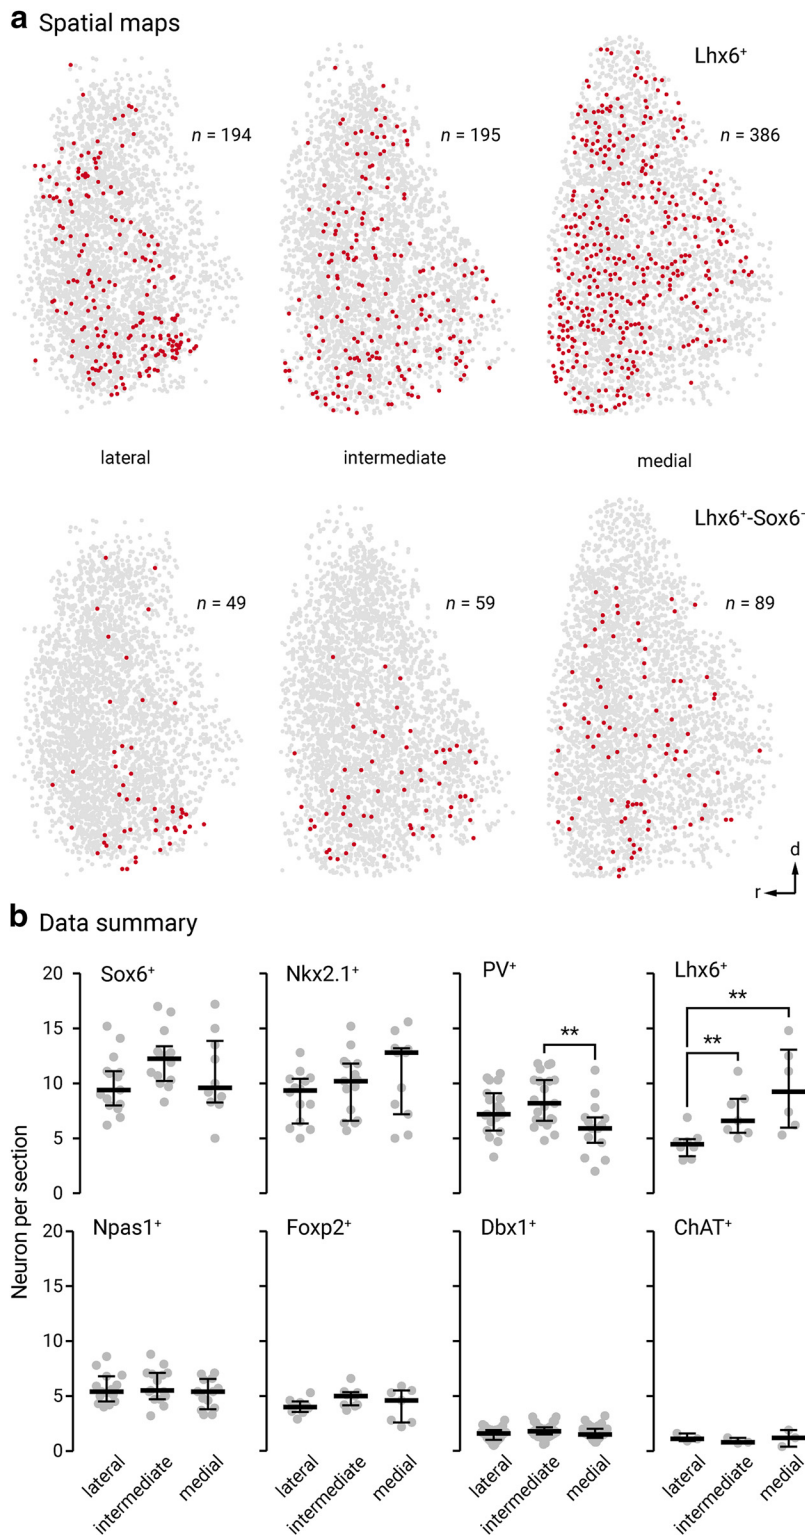 a Spatial maps
Lhx6⁺
n = 194
n = 195
n = 386
lateral
intermediate
medial
Lhx6⁺-Sox6⁻
n = 49
n = 59
n = 89
d
r
b Data summary
Neuron per section
20
15
10
5
0
Sox6⁺
Nkx2.1⁺
PV⁺
**
Lhx6⁺
**
**
20
15
10
5
0
Npas1⁺
Foxp2⁺
Dbx1⁺
ChAT⁺
lateral
intermediate
medial
lateral
intermediate
medial
lateral
intermediate
medial
lateral
intermediate
medial